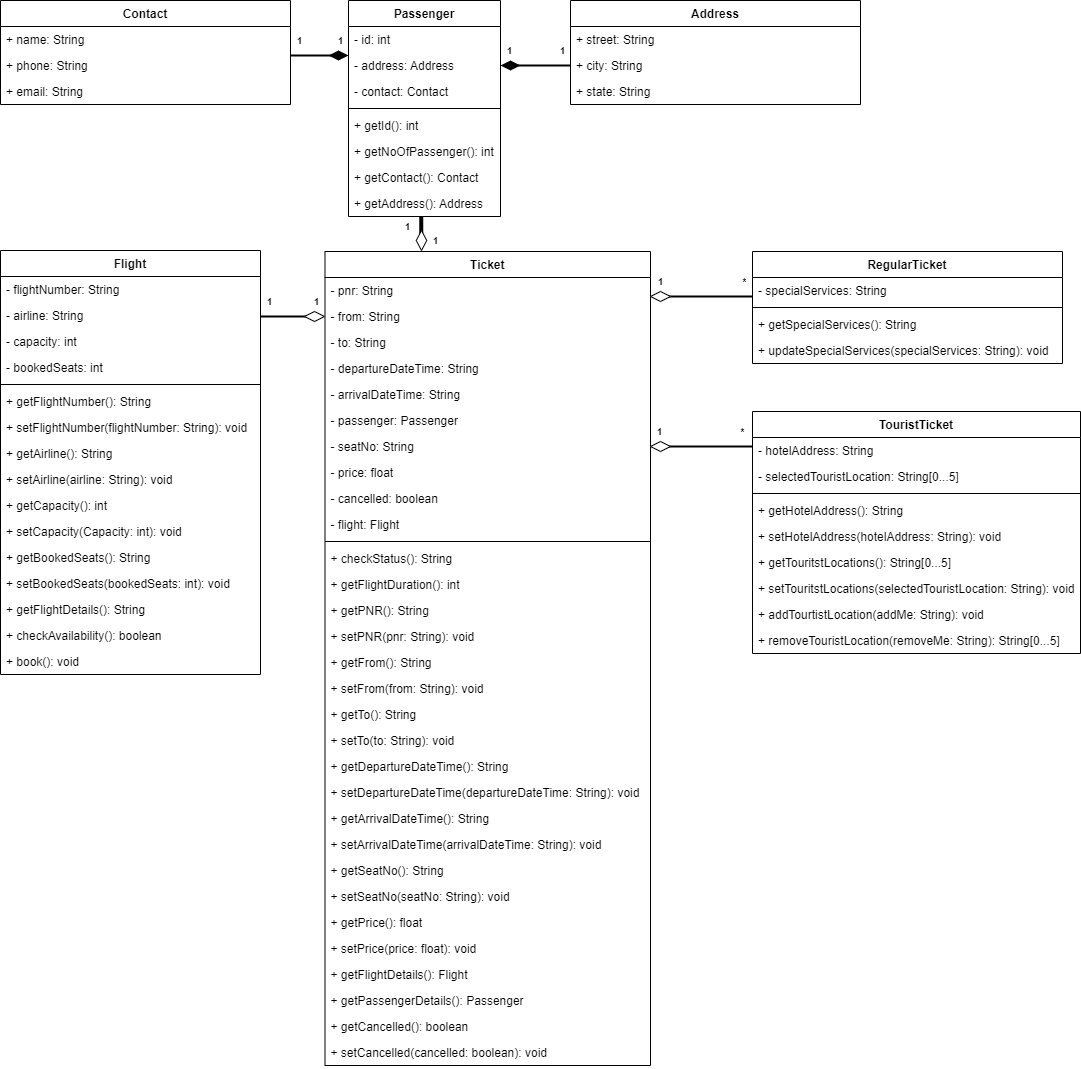 Contact
+ name: String
+ phone: String
+ email: String
1
1
Passenger
- id: int
- address: Address
- contact: Contact
+ getId(): int
+ getNoOfPassenger(): int
+ getContact(): Contact
+ getAddress(): Address
1
1
Address
+ street: String
+ city: String
+ state: String
1
1
Flight
- flightNumber: String
- airline: String
- capacity: int
- bookedSeats: int
+ getFlightNumber(): String
+ setFlightNumber(flightNumber: String): void
+ getAirline(): String
+ setAirline(airline: String): void
+ getCapacity(): int
+ setCapacity(Capacity: int): void
+ getBookedSeats(): String
+ setBookedSeats(bookedSeats: int): void
+ getFlightDetails(): String
+ checkAvailability(): boolean
+ book(): void
1
1
Ticket
- pnr: String
- from: String
- to: String
- departureDateTime: String
- arrivalDateTime: String
- passenger: Passenger
- seatNo: String
- price: float
- cancelled: boolean
- flight: Flight
+ checkStatus(): String
+ getFlightDuration(): int
+ getPNR(): String
+ setPNR(pnr: String): void
+ getFrom(): String
+ setFrom(from: String): void
+ getTo(): String
+ setTo(to: String): void
+ getDepartureDateTime(): String
+ setDepartureDateTime(departureDateTime: String): void
+ getArrivalDateTime(): String
+ setArrivalDateTime(arrivalDateTime: String): void
+ getSeatNo(): String
+ setSeatNo(seatNo: String): void
+ getPrice(): float
+ setPrice(price: float): void
+ getFlightDetails(): Flight
+ getPassengerDetails(): Passenger
+ getCancelled(): boolean
+ setCancelled(cancelled: boolean): void
1
*
RegularTicket
- specialServices: String
+ getSpecialServices(): String
+ updateSpecialServices(specialServices: String): void
1
*
TouristTicket
- hotelAddress: String
- selectedTouristLocation: String[0...5]
+ getHotelAddress(): String
+ setHotelAddress(hotelAddress: String): void
+ getTouritstLocations(): String[0...5]
+ setTouritstLocations(selectedTouristLocation: String): void
+ addTourtistLocation(addMe: String): void
+ removeTouristLocation(removeMe: String): String[0...5]